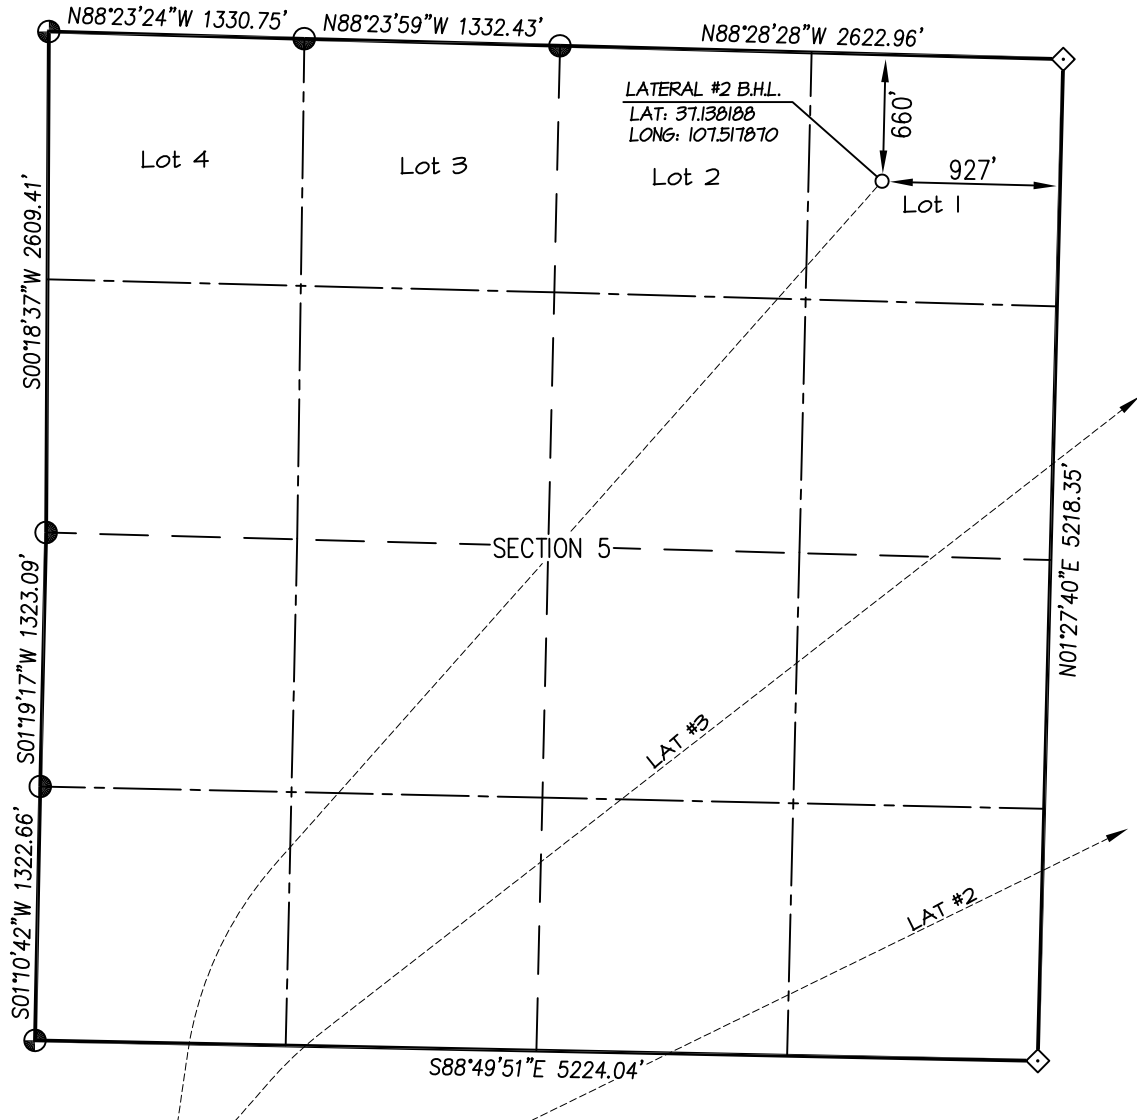 N88°23'24"W 1330.75'
N88°23'59"W 1332.43'
N88°28'28"W 2622.96'
LATERAL #2 B.H.L.
LAT: 37.138188
LONG: 107.517870
660'
927'
Lot 4
Lot 3
Lot 2
Lot 1
S00°18'37"W 2609.41'
SECTION 5
N01°27'40"E 5218.35'
S01°19'17"W 1323.09'
LAT #3
S01°10'42"W 1322.66'
LAT #2
S88°49'51"E 5224.04'